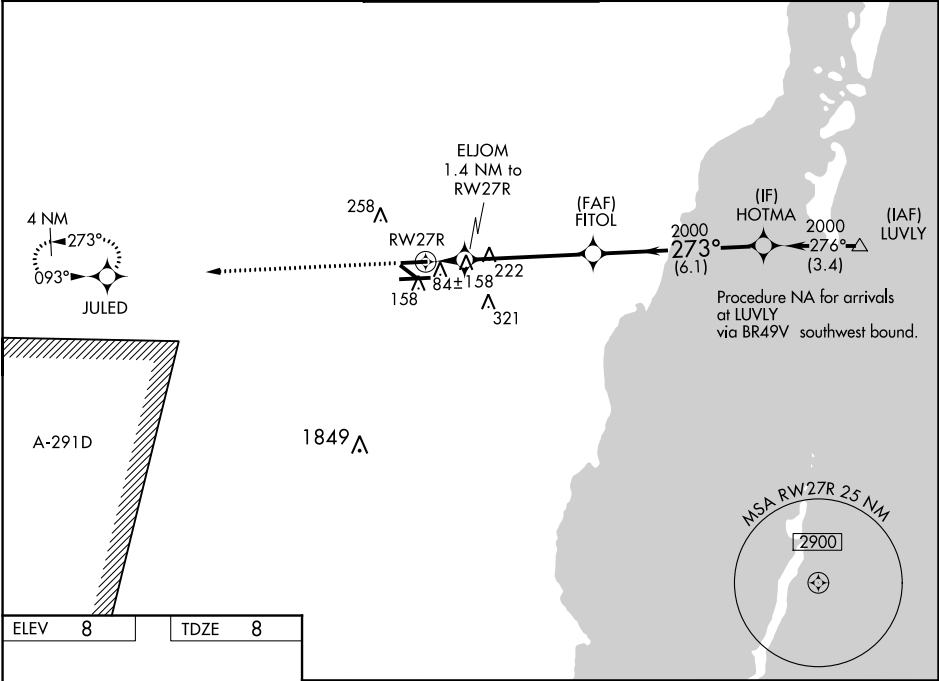 ELJOM
1.4 NM to
RW27R
258
(FAF)
FITOL
(IF)
HOTMA
(IAF)
LUVLY
4 NM
273°
093°
JULED
RW27R
2000
273°
(6.1)
2000
276°
(3.4)
84±
158
222
158
321
Procedure NA for arrivals
at LUVLY
via BR49V southwest bound.
A-291D
1849
MSA RW27R 25 NM
2900
ELEV 8
TDZE 8